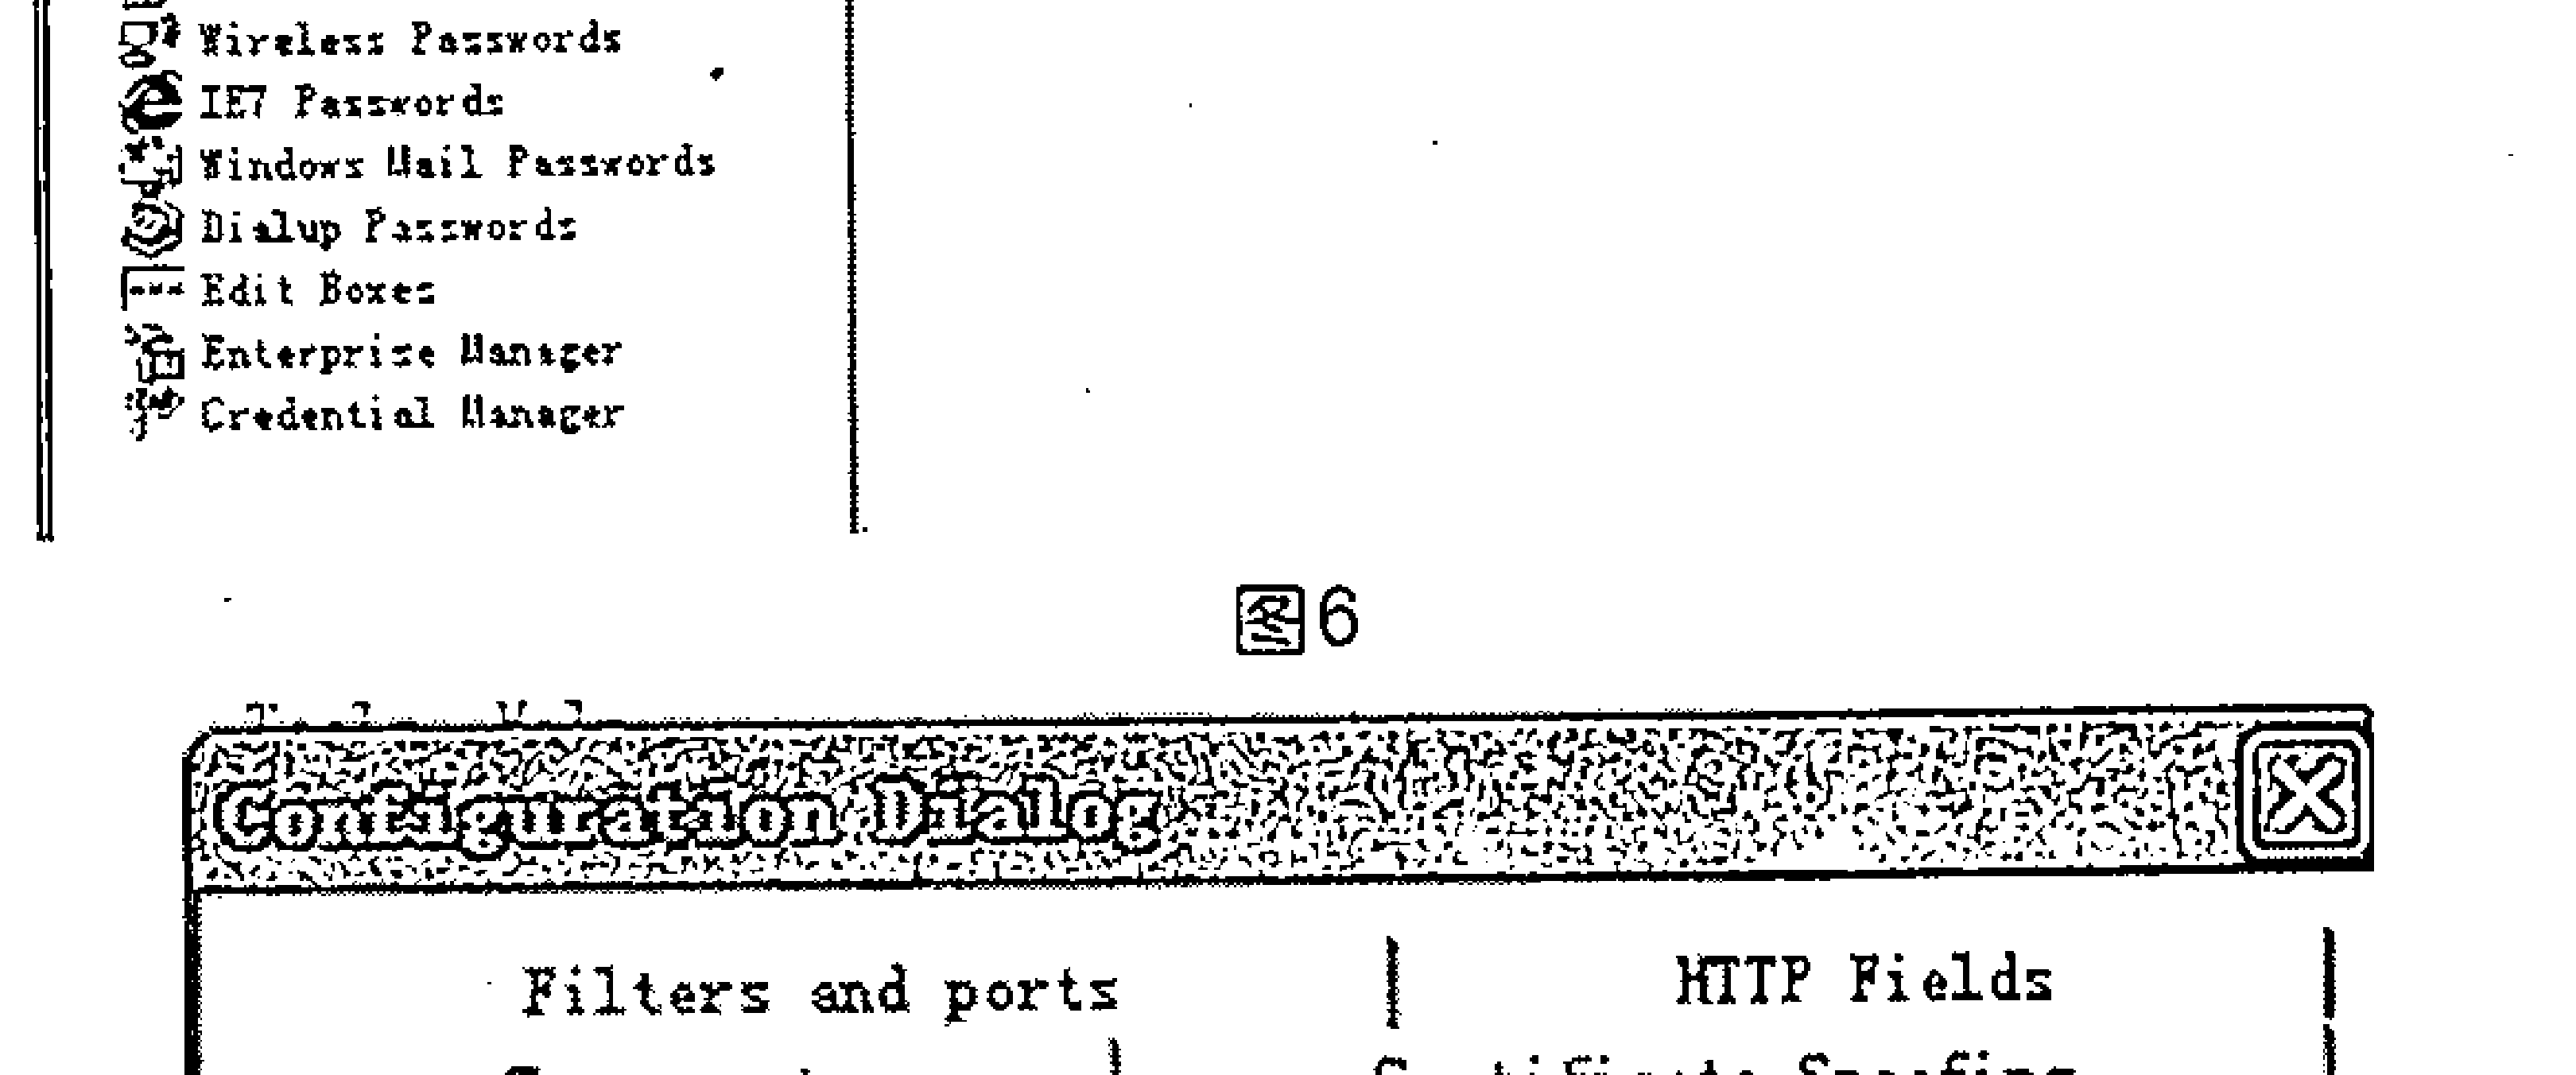 Wireless Passwords
IE7 Passwords
Windows Mail Passwords
Dialup Passwords
Edit Boxes
Enterprise Manager
Credential Manager
图6
Configuration Dialog
Filters and ports
HTTP Fields